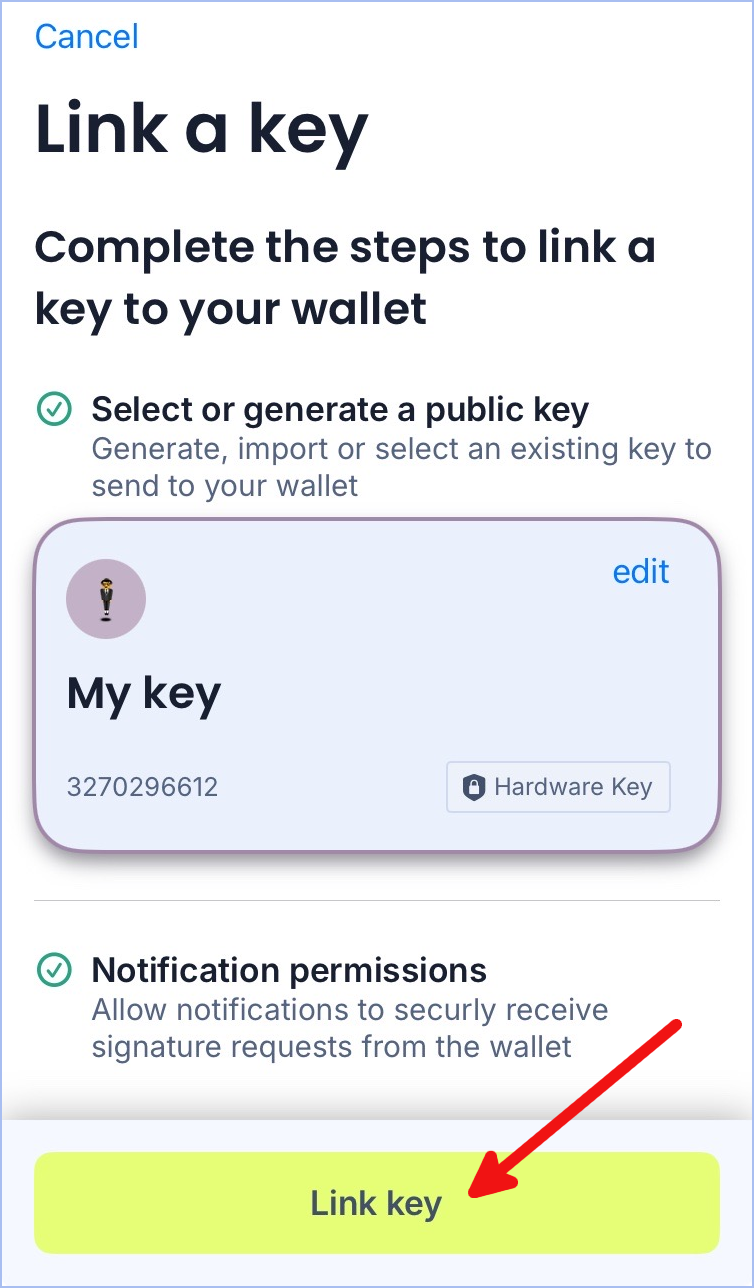 Cancel
Link a key
Complete the steps to link a
key to your wallet
Select or generate a public key
Generate, import or select an existing key to
send to your wallet
edit
My key
3270296612
Hardware Key
Notification permissions
Allow notifications to securly receive
signature requests from the wallet
Link key